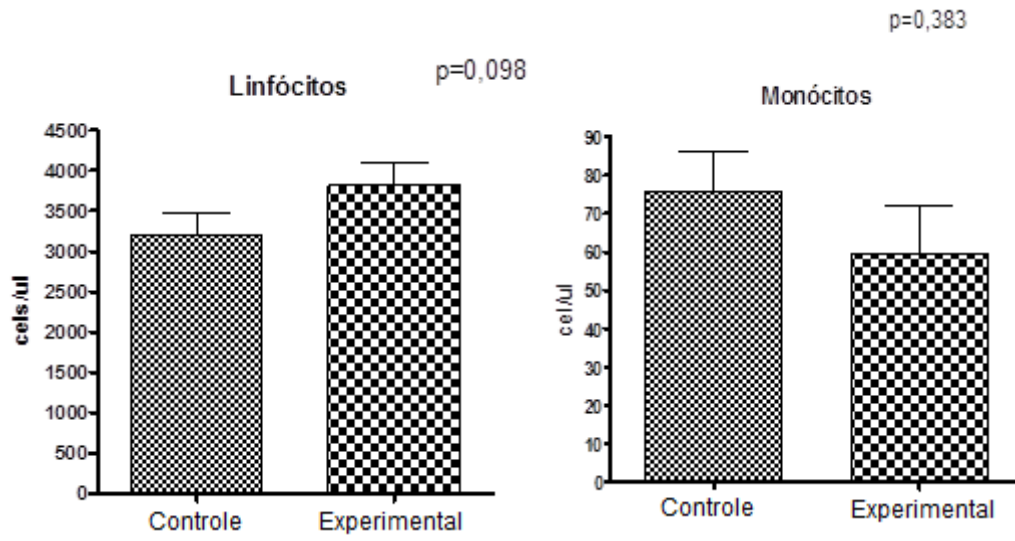 Linfócitos
p=0,098
cels/ul
4500
4000
3500
3000
2500
2000
1500
1000
500
0
Controle
Experimental
p=0,383
Monócitos
cel/ul
90
80
70
60
50
40
30
20
10
0
Controle
Experimental